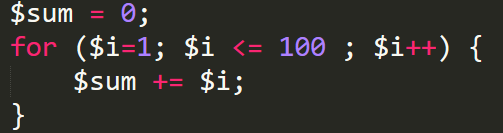 $sum = 0;
for ($i=1; $i <= 100 ; $i++) {
    $sum += $i;
}